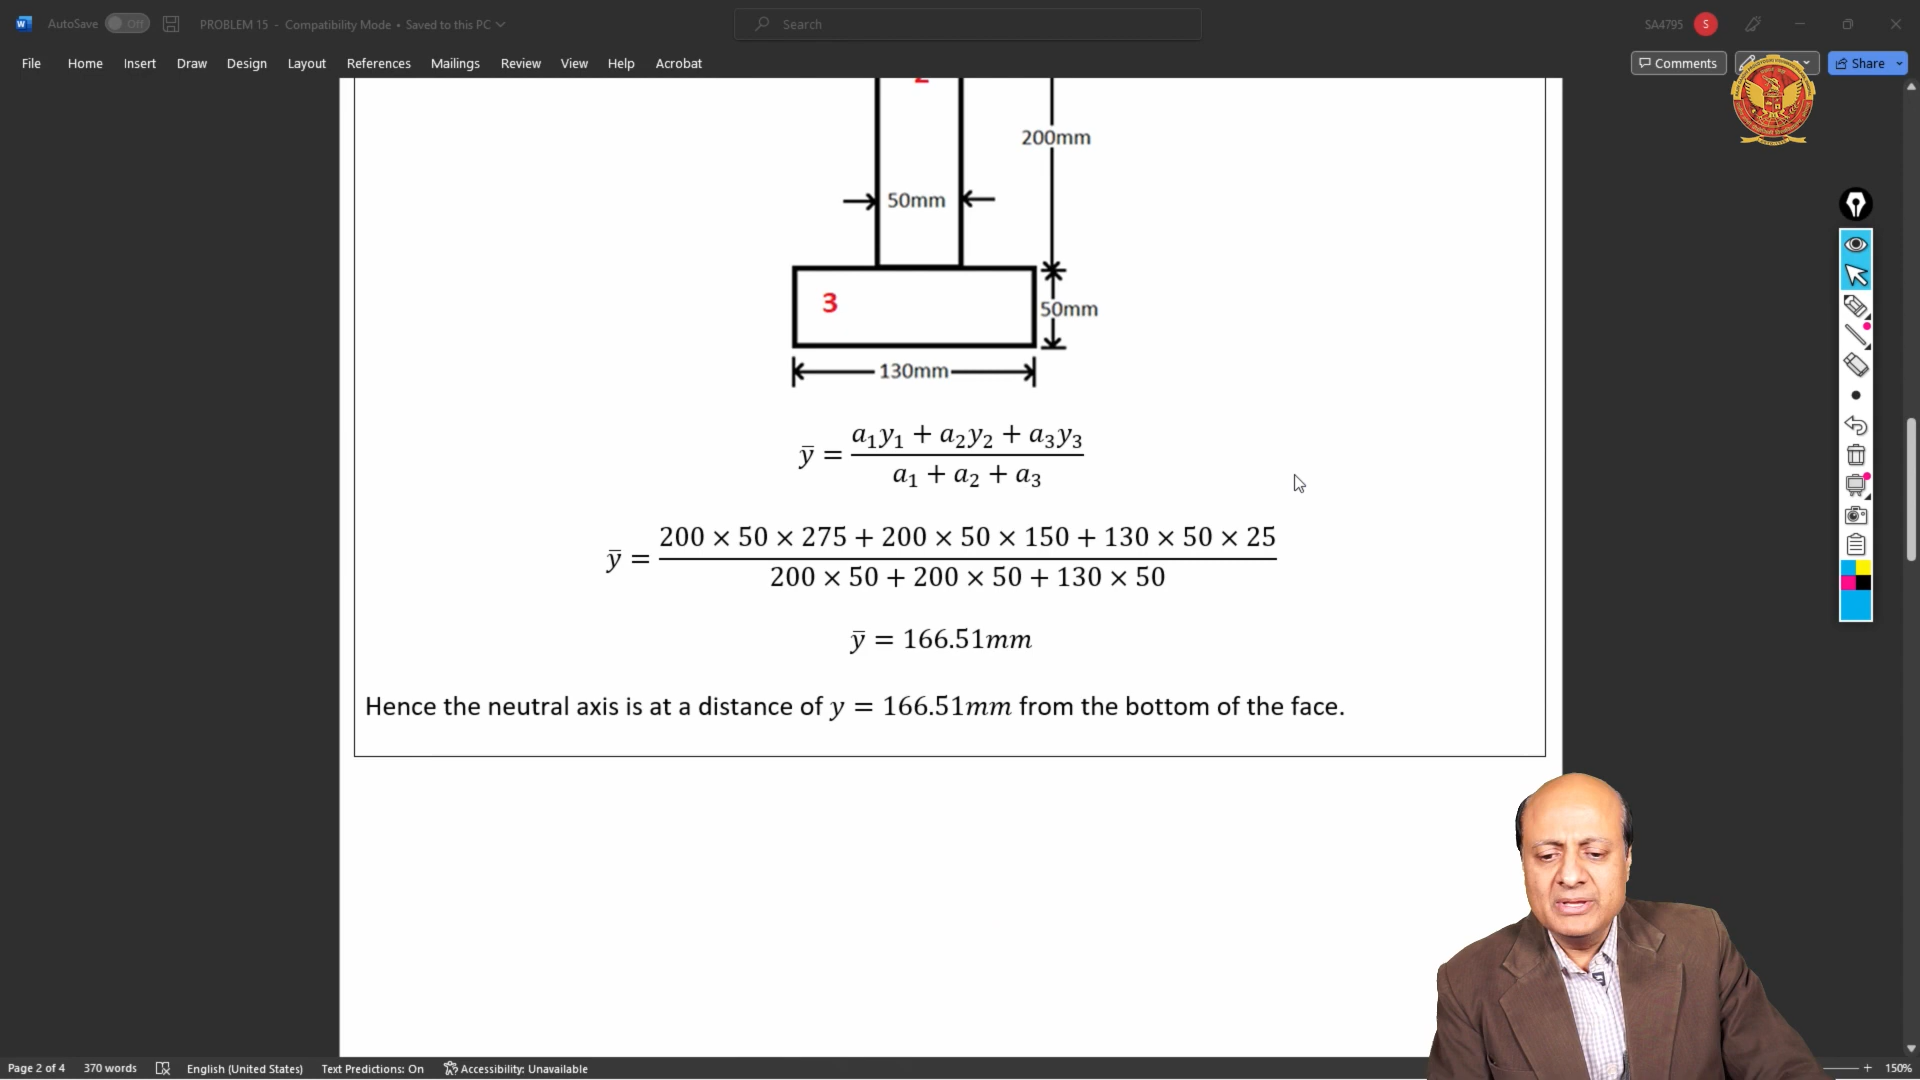 AutoSave Off PROBLEM 15 - Compatibility Mode • Saved to this PC Search SA4795 S
File Home Insert Draw Design Layout References Mailings Review View Help Acrobat Comments Share
200mm
50mm
3
50mm
130mm
y̅ = (a₁y₁ + a₂y₂ + a₃y₃) / (a₁ + a₂ + a₃)
y̅ = (200 × 50 × 275 + 200 × 50 × 150 + 130 × 50 × 25) / (200 × 50 + 200 × 50 + 130 × 50)
y̅ = 166.51mm
Hence the neutral axis is at a distance of y = 166.51mm from the bottom of the face.
Page 2 of 4 370 words English (United States) Text Predictions: On Accessibility: Unavailable + 150%